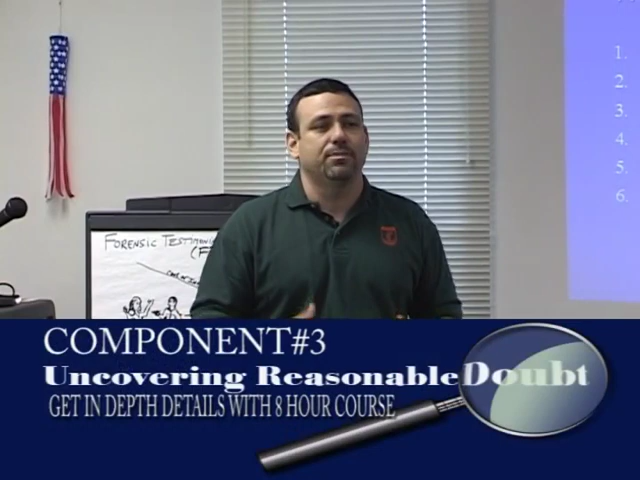 1.
2.
3.
4.
5.
6.
FORENSIC TESTIMONI
COMPONENT#3
Uncovering Reasonable Doubt
GET IN DEPTH DETAILS WITH 8 HOUR COURSE